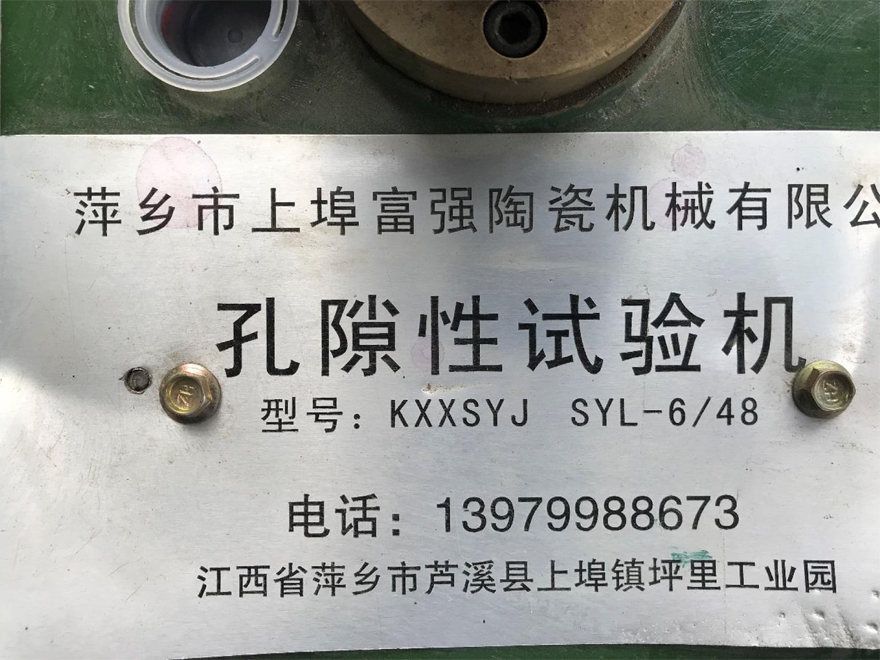 萍乡市上埠富强陶瓷机械有限公
孔隙性试验机
型号：KXXSYJ SYL-6/48
电话：13979988673
江西省萍乡市芦溪县上埠镇坪里工业园